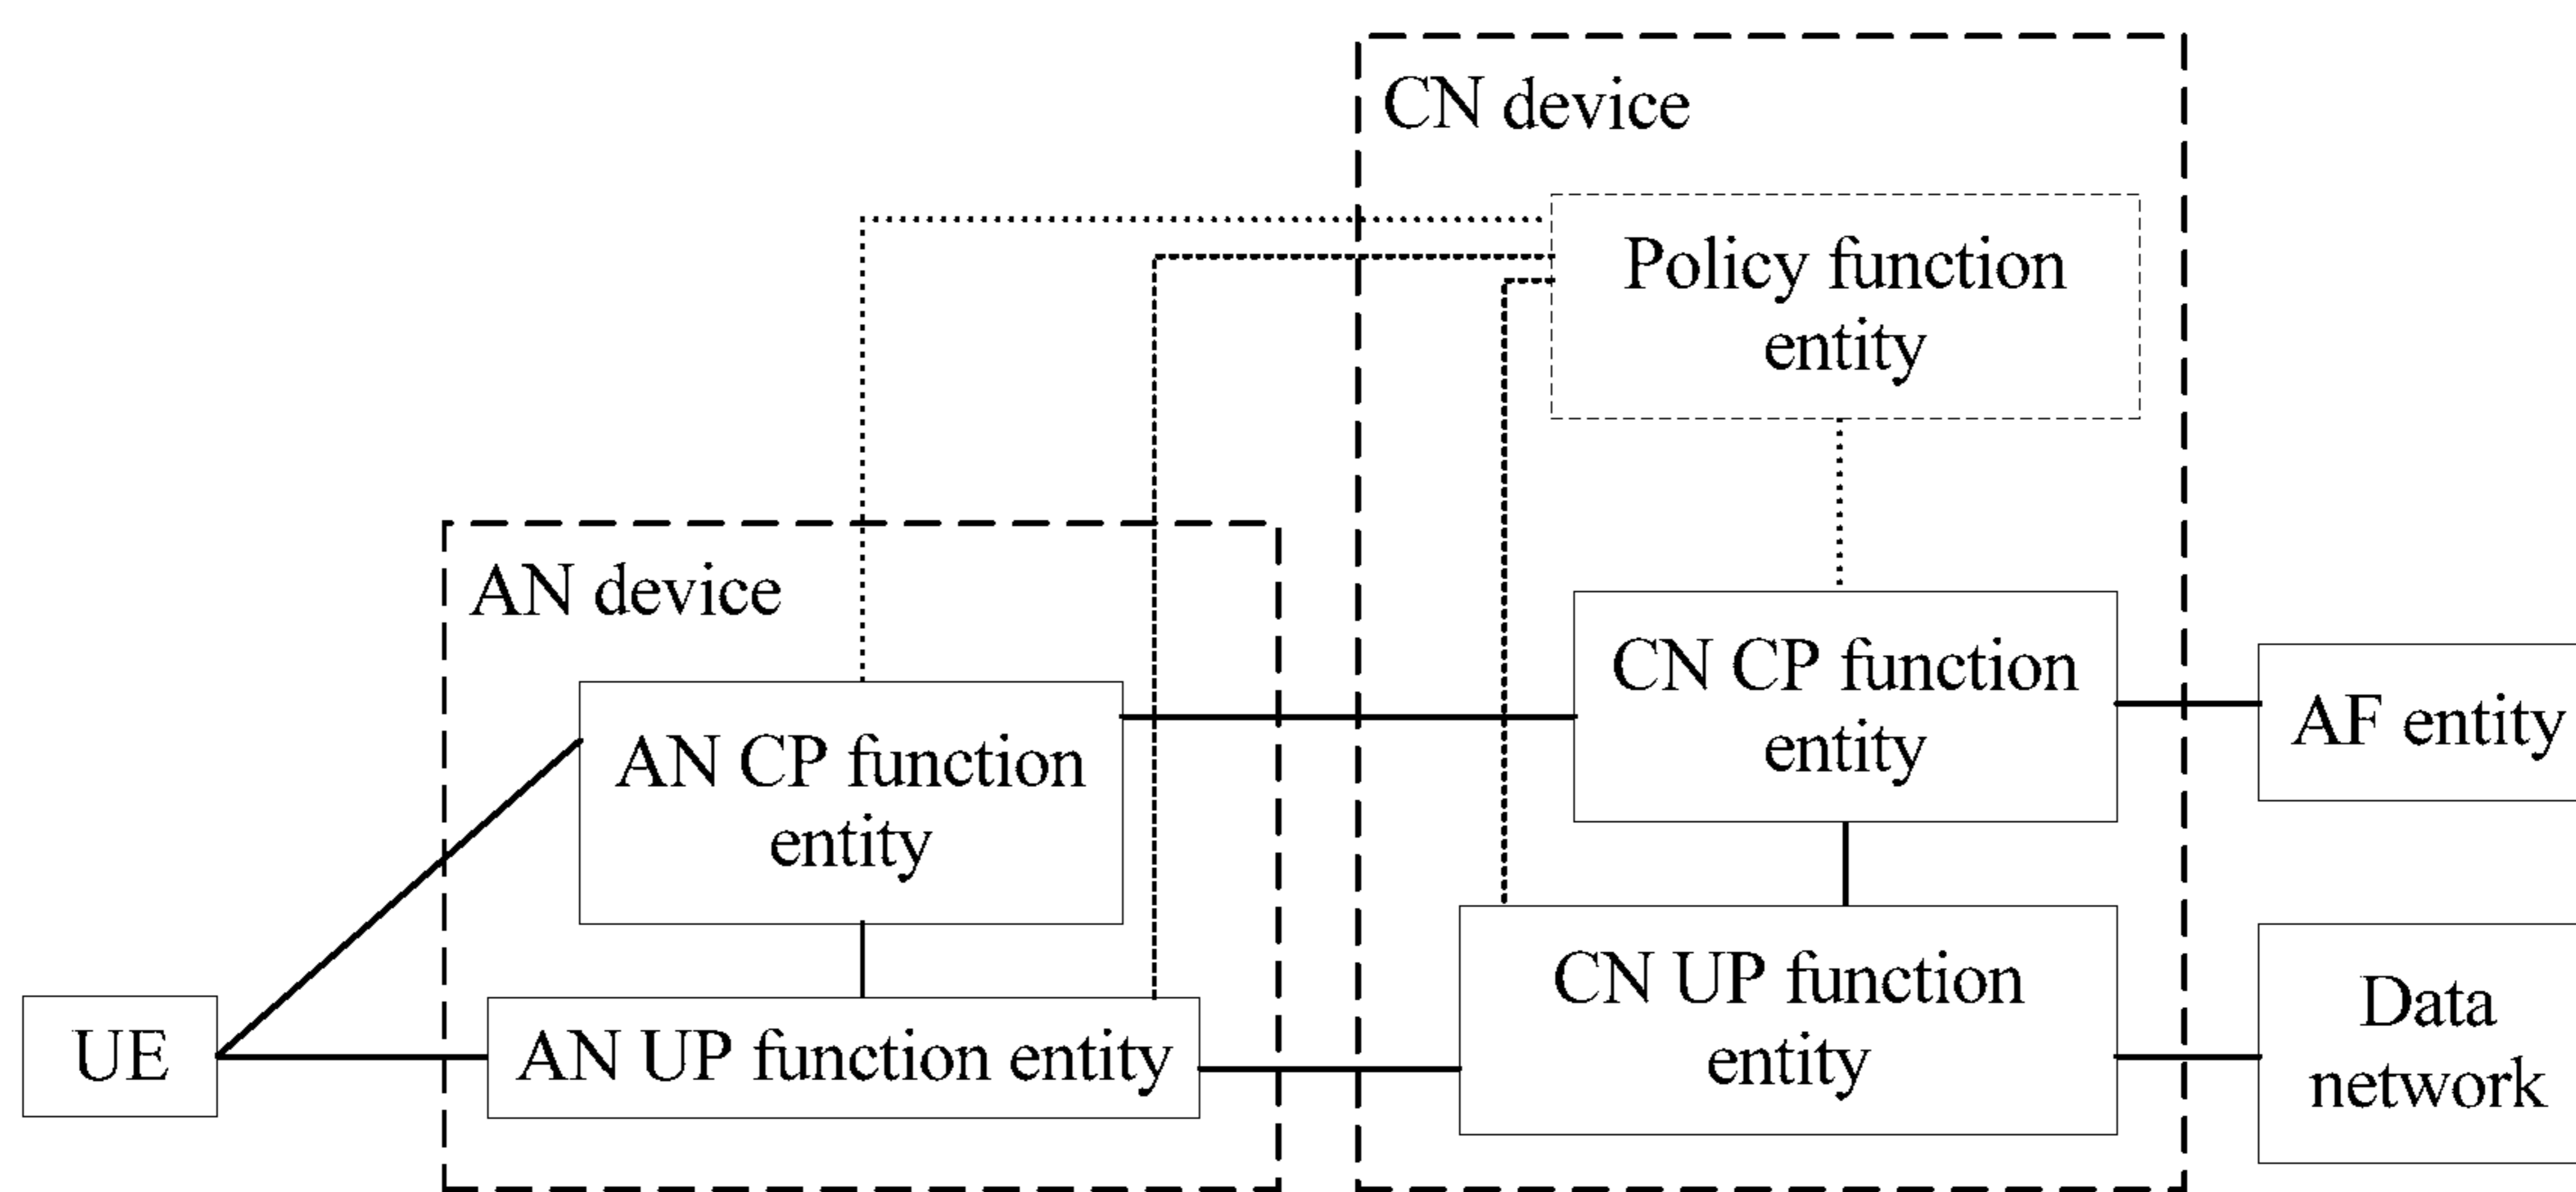 CN device
Policy function
entity
AN device
CN CP function
entity
AF entity
AN CP function
entity
CN UP function
entity
Data
network
UE
AN UP function entity